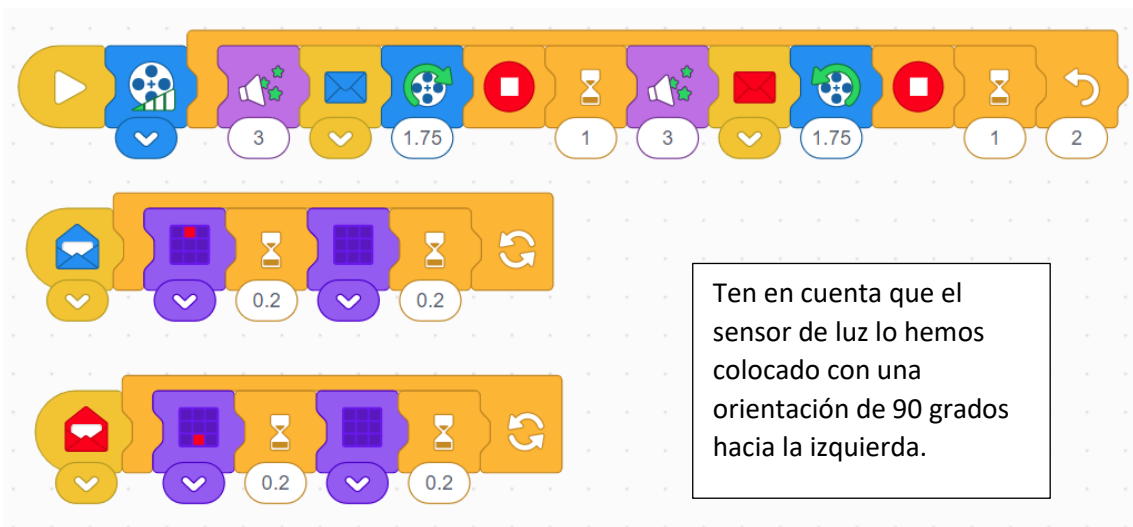 3 1.75 1 3 1.75 1 2
0.2 0.2
Ten en cuenta que el
sensor de luz lo hemos
colocado con una
orientación de 90 grados
hacia la izquierda.
0.2 0.2